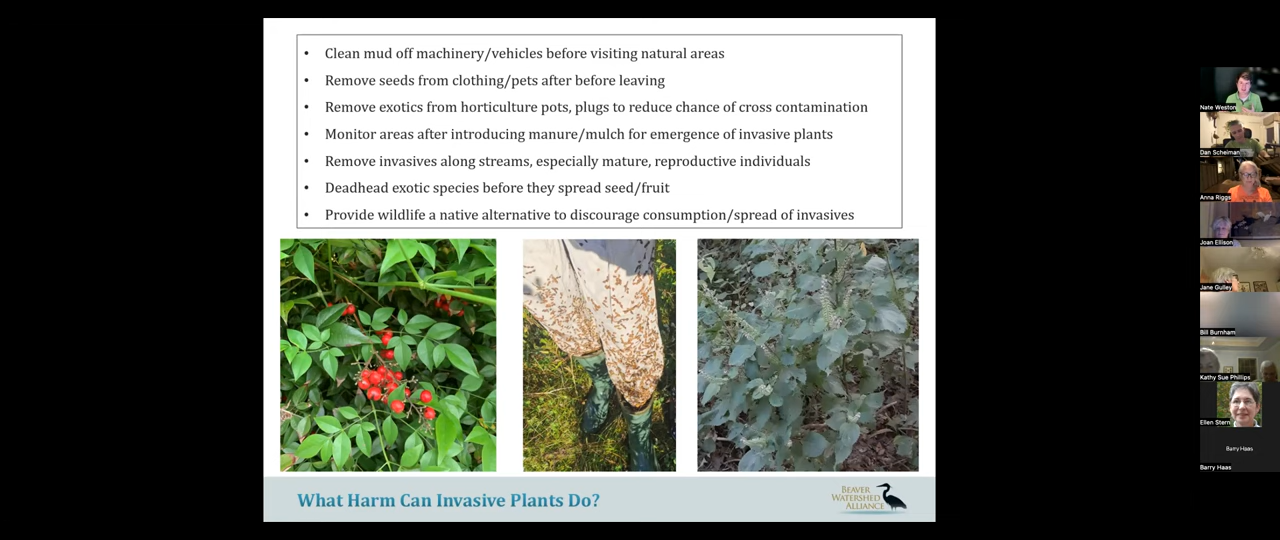 • Clean mud off machinery/vehicles before visiting natural areas
• Remove seeds from clothing/pets after before leaving
• Remove exotics from horticulture pots, plugs to reduce chance of cross contamination
• Monitor areas after introducing manure/mulch for emergence of invasive plants
• Remove invasives along streams, especially mature, reproductive individuals
• Deadhead exotic species before they spread seed/fruit
• Provide wildlife a native alternative to discourage consumption/spread of invasives
What Harm Can Invasive Plants Do?
BEAVER
WATERSHED
ALLIANCE
Nate Weston
Dan Scheiman
Anna Riggs
Joan Ellison
Jane Gulley
Bill Burnham
Kathy Sue Phillips
Ellen Stern
Barry Haas
Barry Haas